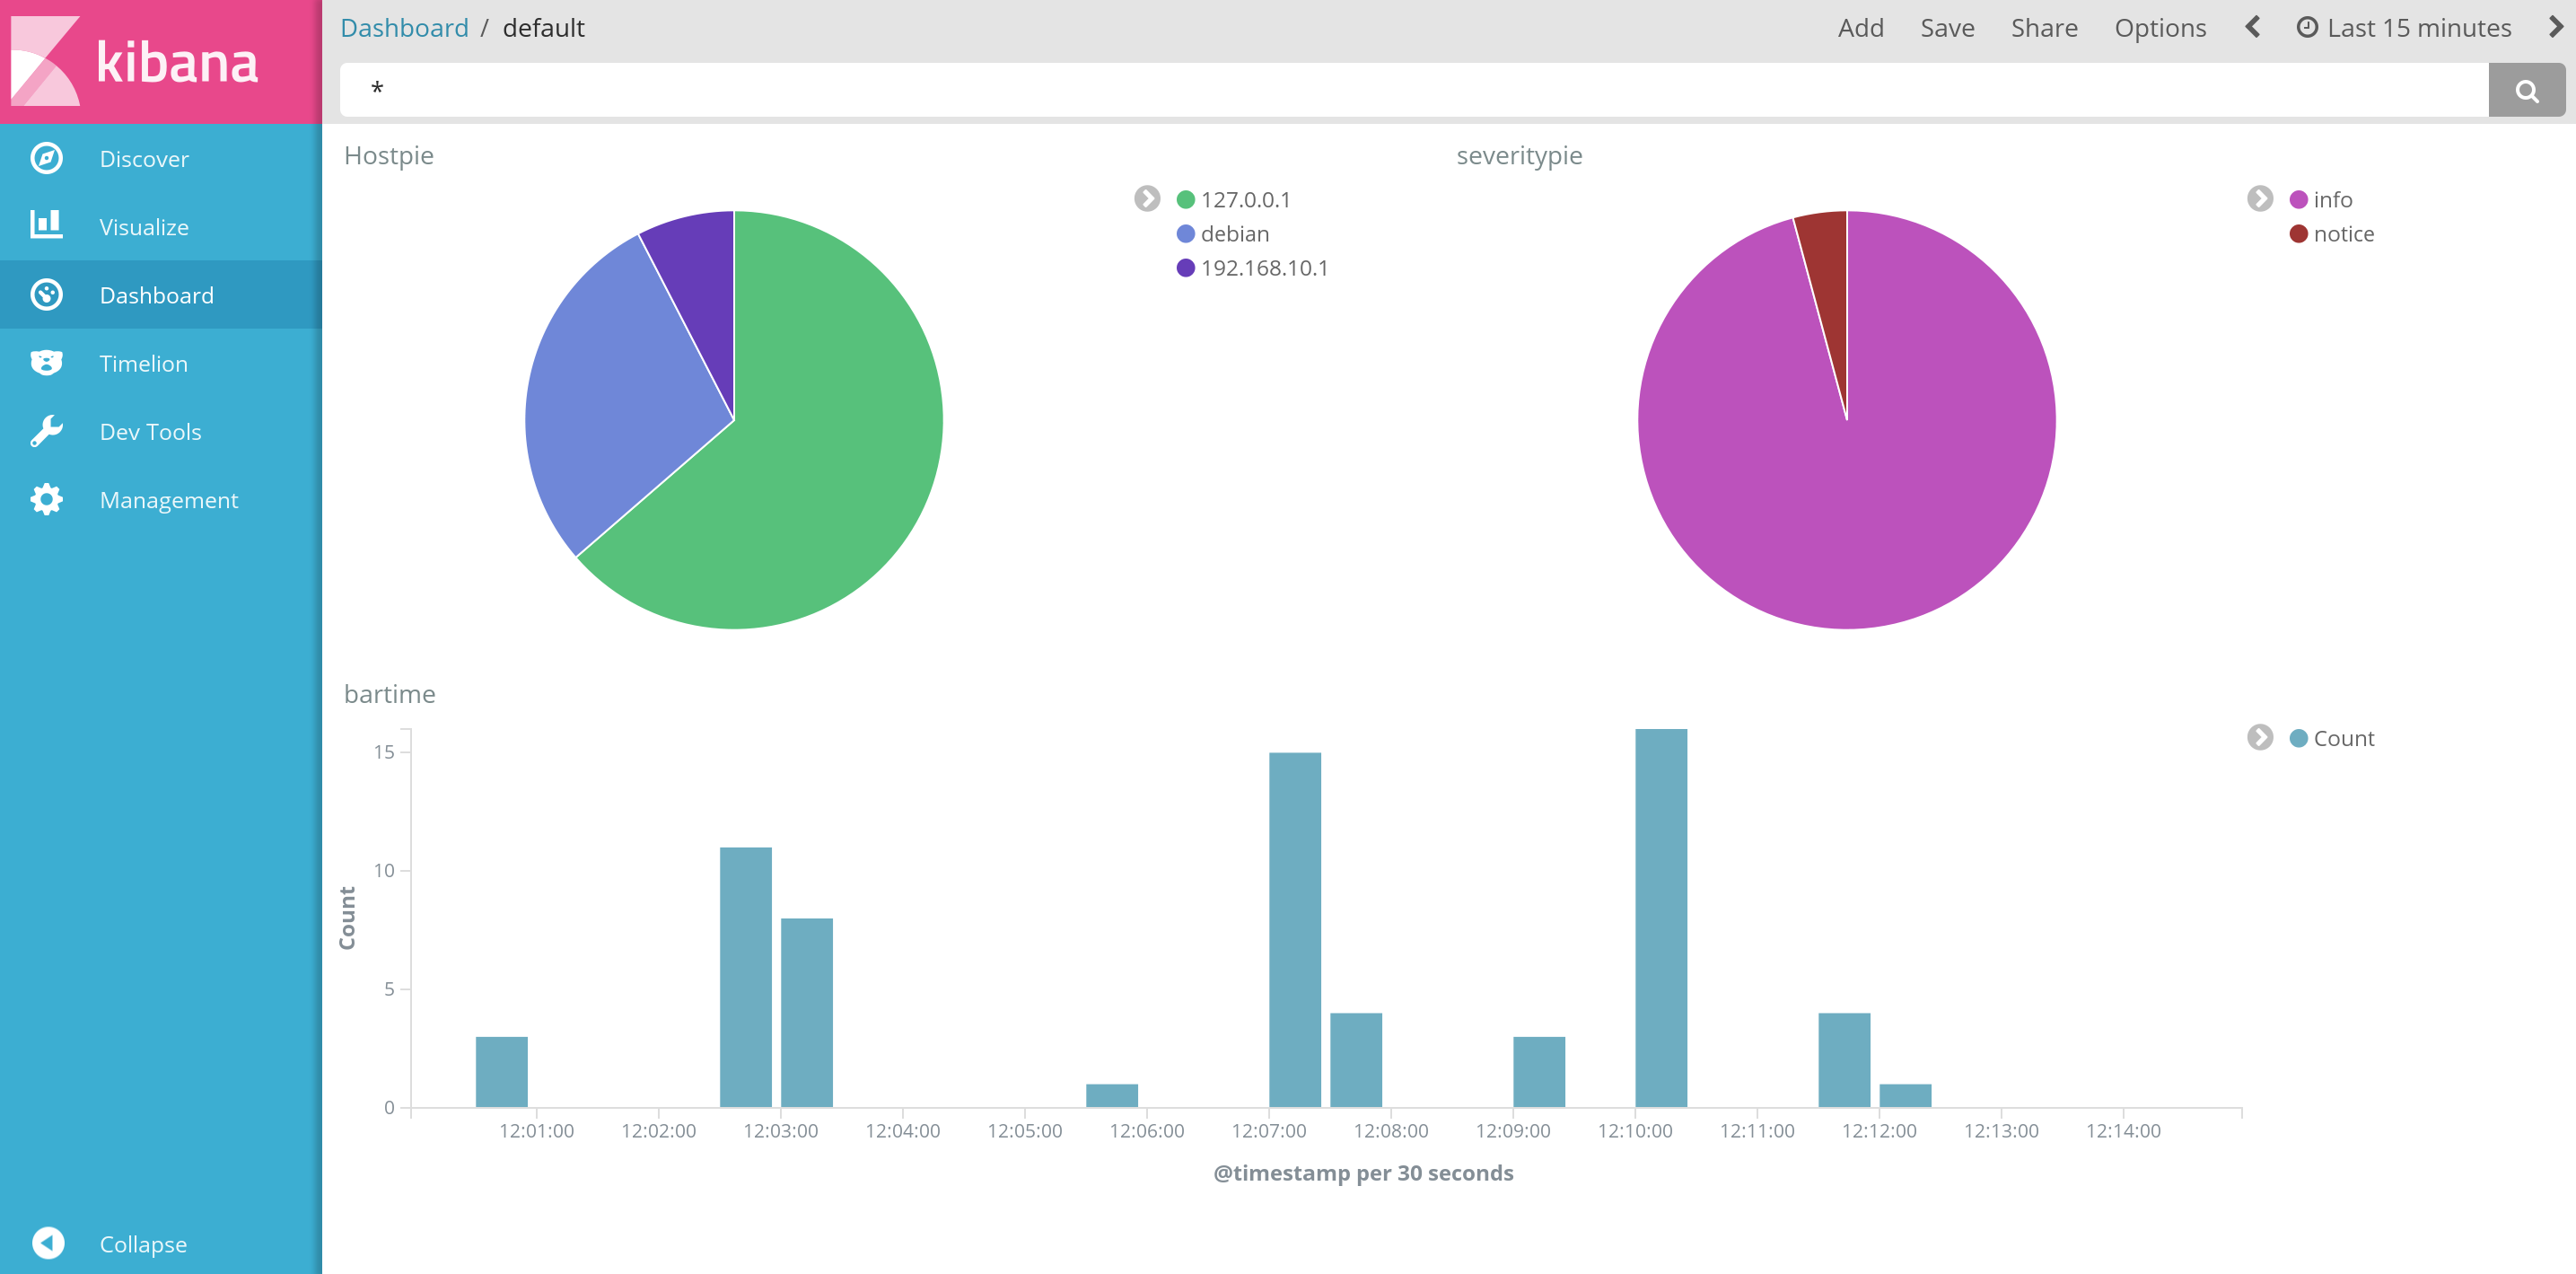 kibana
Discover
Visualize
Dashboard
Timelion
Dev Tools
Management
Collapse
Dashboard / default
Add Save Share Options Last 15 minutes
*
Hostpie
127.0.0.1
debian
192.168.10.1
severitypie
info
notice
bartime
Count
15
10
5
0
Count
12:01:00 12:02:00 12:03:00 12:04:00 12:05:00 12:06:00 12:07:00 12:08:00 12:09:00 12:10:00 12:11:00 12:12:00 12:13:00 12:14:00
@timestamp per 30 seconds